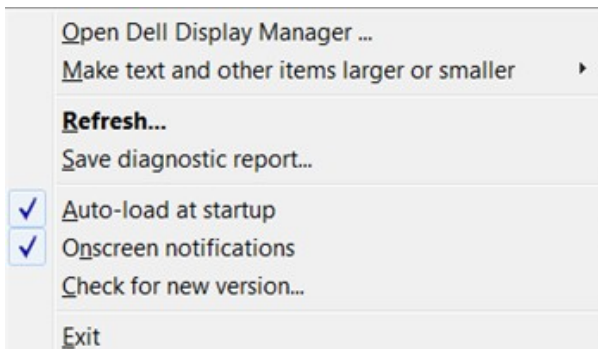 Open Dell Display Manager ...
Make text and other items larger or smaller
Refresh...
Save diagnostic report...
Auto-load at startup
Onscreen notifications
Check for new version...
Exit